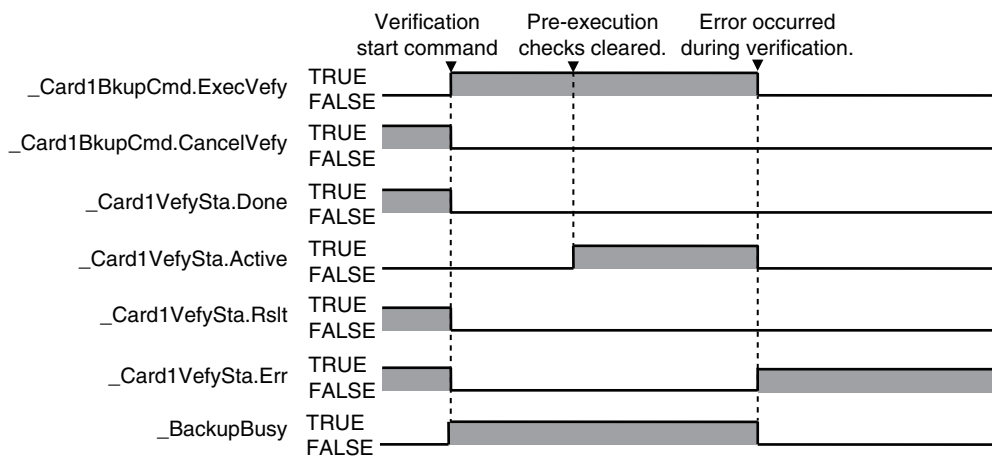 Verification start command
Pre-execution checks cleared.
Error occurred during verification.
_Card1BkupCmd.ExecVefy
TRUE
FALSE
_Card1BkupCmd.CancelVefy
TRUE
FALSE
_Card1VefySta.Done
TRUE
FALSE
_Card1VefySta.Active
TRUE
FALSE
_Card1VefySta.Rslt
TRUE
FALSE
_Card1VefySta.Err
TRUE
FALSE
_BackupBusy
TRUE
FALSE